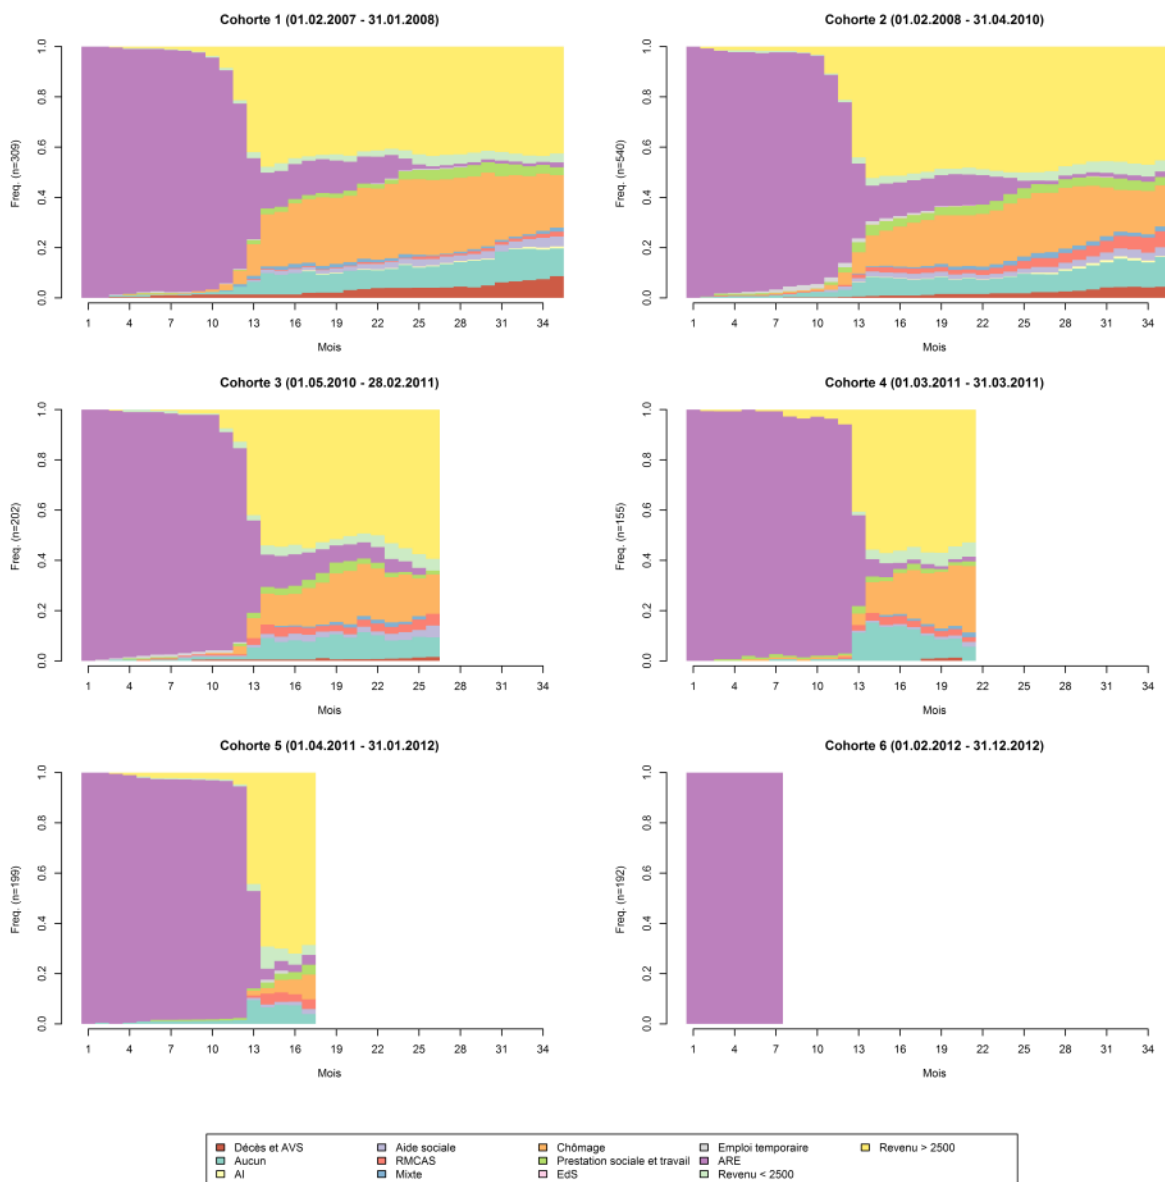 Cohorte 1 (01.02.2007 - 31.01.2008)
Freq. (n=309)
0.0 0.2 0.4 0.6 0.8 1.0
1 4 7 10 13 16 19 22 25 28 31 34
Mois
Cohorte 2 (01.02.2008 - 31.04.2010)
Freq. (n=540)
0.0 0.2 0.4 0.6 0.8 1.0
1 4 7 10 13 16 19 22 25 28 31 34
Mois
Cohorte 3 (01.05.2010 - 28.02.2011)
Freq. (n=202)
0.0 0.2 0.4 0.6 0.8 1.0
1 4 7 10 13 16 19 22 25 28 31 34
Mois
Cohorte 4 (01.03.2011 - 31.03.2011)
Freq. (n=155)
0.0 0.2 0.4 0.6 0.8 1.0
1 4 7 10 13 16 19 22 25 28 31 34
Mois
Cohorte 5 (01.04.2011 - 31.01.2012)
Freq. (n=199)
0.0 0.2 0.4 0.6 0.8 1.0
1 4 7 10 13 16 19 22 25 28 31 34
Mois
Cohorte 6 (01.02.2012 - 31.12.2012)
Freq. (n=192)
0.0 0.2 0.4 0.6 0.8 1.0
1 4 7 10 13 16 19 22 25 28 31 34
Mois
Décès et AVS Aide sociale Chômage Emploi temporaire Revenu > 2500
Aucun RMCAS Prestation sociale et travail ARE
AI Mixte EdS Revenu < 2500